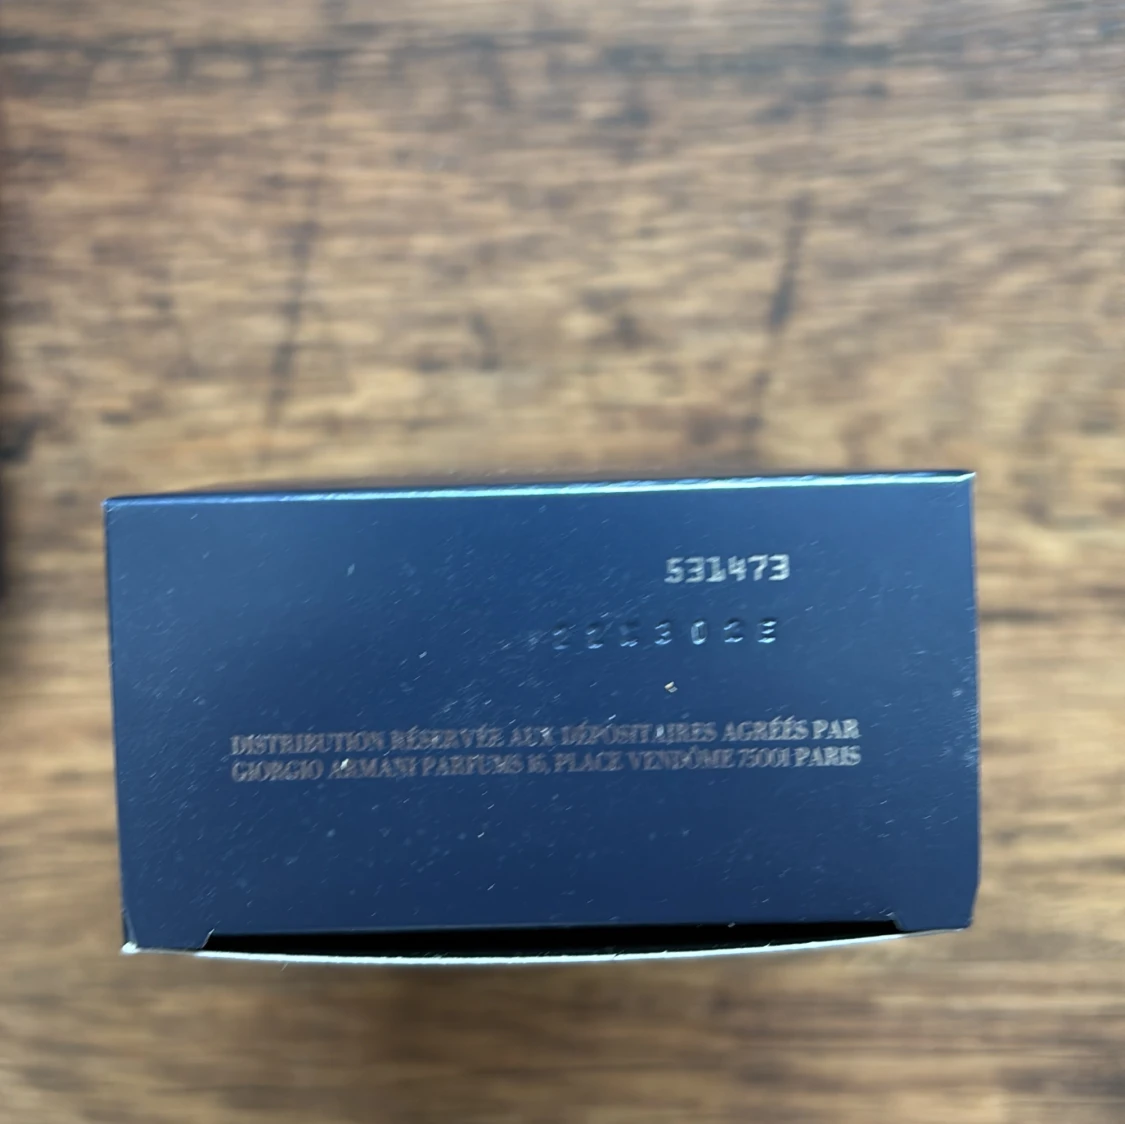 531473
DISTRIBUTION RÉSERVÉE AUX DÉPOSITAIRES AGRÉÉS PAR
GIORGIO ARMANI PARFUMS 16, PLACE VENDÔME 75001 PARIS